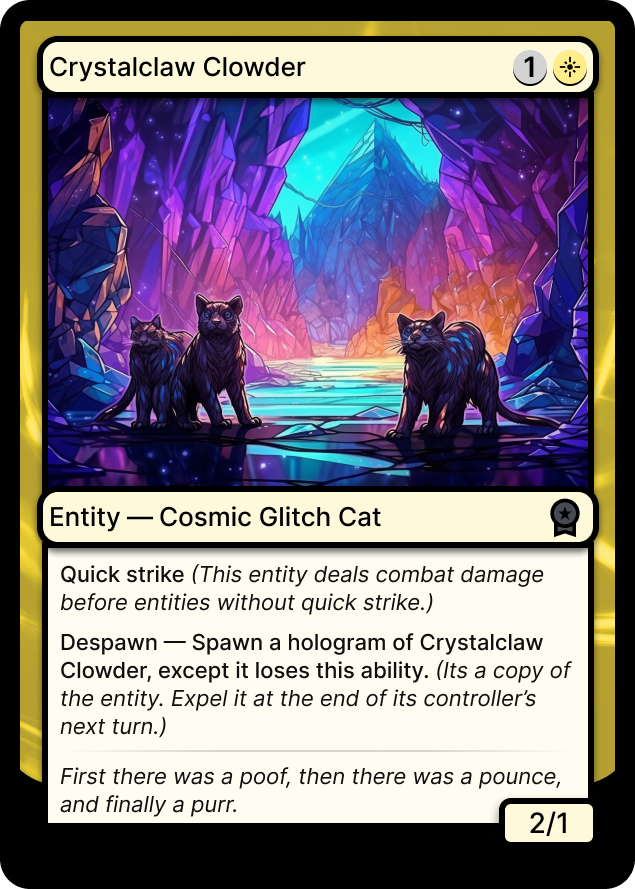 Crystalclaw Clowder
1
Entity — Cosmic Glitch Cat
Quick strike (This entity deals combat damage
before entities without quick strike.)
Despawn — Spawn a hologram of Crystalclaw
Clowder, except it loses this ability. (Its a copy of
the entity. Expel it at the end of its controller’s
next turn.)
First there was a poof, then there was a pounce,
and finally a purr.
2/1